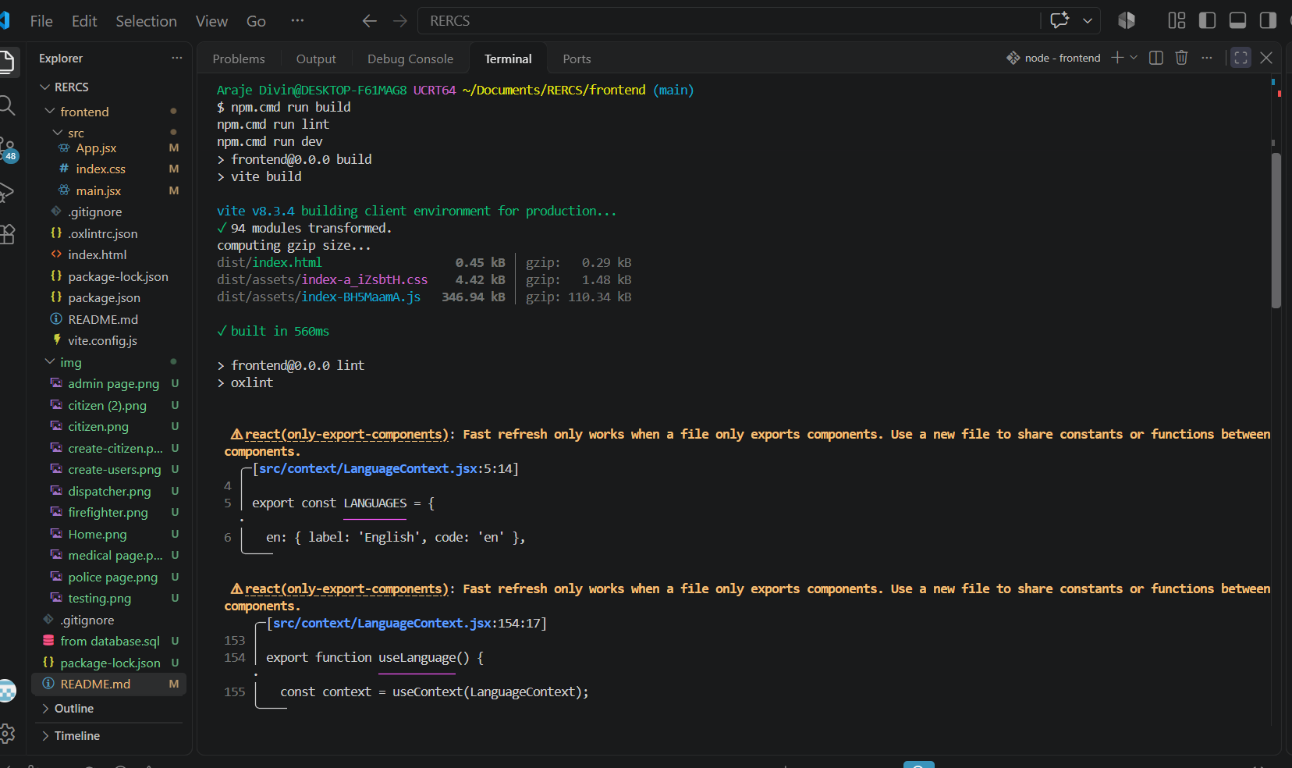 File Edit Selection View Go ··· RERCS
Explorer ···
RERCS
frontend
src
App.jsx M
# index.css M
main.jsx M
.gitignore
{} .oxlintrc.json
<> index.html
{} package-lock.json
{} package.json
README.md
vite.config.js
img
admin page.png U
citizen (2).png U
citizen.png U
create-citizen.p... U
create-users.png U
dispatcher.png U
firefighter.png U
Home.png U
medical page.p... U
police page.png U
testing.png U
.gitignore
from database.sql U
{} package-lock.json U
README.md M
Outline
Timeline
48
Problems Output Debug Console Terminal Ports
node - frontend
Araje Divin@DESKTOP-F61MAG8 UCRT64 ~/Documents/RERCS/frontend (main)
$ npm.cmd run build
npm.cmd run lint
npm.cmd run dev
> frontend@0.0.0 build
> vite build
vite v8.3.4 building client environment for production...
✓ 94 modules transformed.
computing gzip size...
dist/index.html 0.45 kB │ gzip: 0.29 kB
dist/assets/index-a_iZsbtH.css 4.42 kB │ gzip: 1.48 kB
dist/assets/index-BH5MaamA.js 346.94 kB │ gzip: 110.34 kB
✓ built in 560ms
> frontend@0.0.0 lint
> oxlint
⚠ react(only-export-components): Fast refresh only works when a file only exports components. Use a new file to share constants or functions between
components.
[src/context/LanguageContext.jsx:5:14]
4
5 export const LANGUAGES = {
6 en: { label: 'English', code: 'en' },
⚠ react(only-export-components): Fast refresh only works when a file only exports components. Use a new file to share constants or functions between
components.
[src/context/LanguageContext.jsx:154:17]
153
154 export function useLanguage() {
155 const context = useContext(LanguageContext);